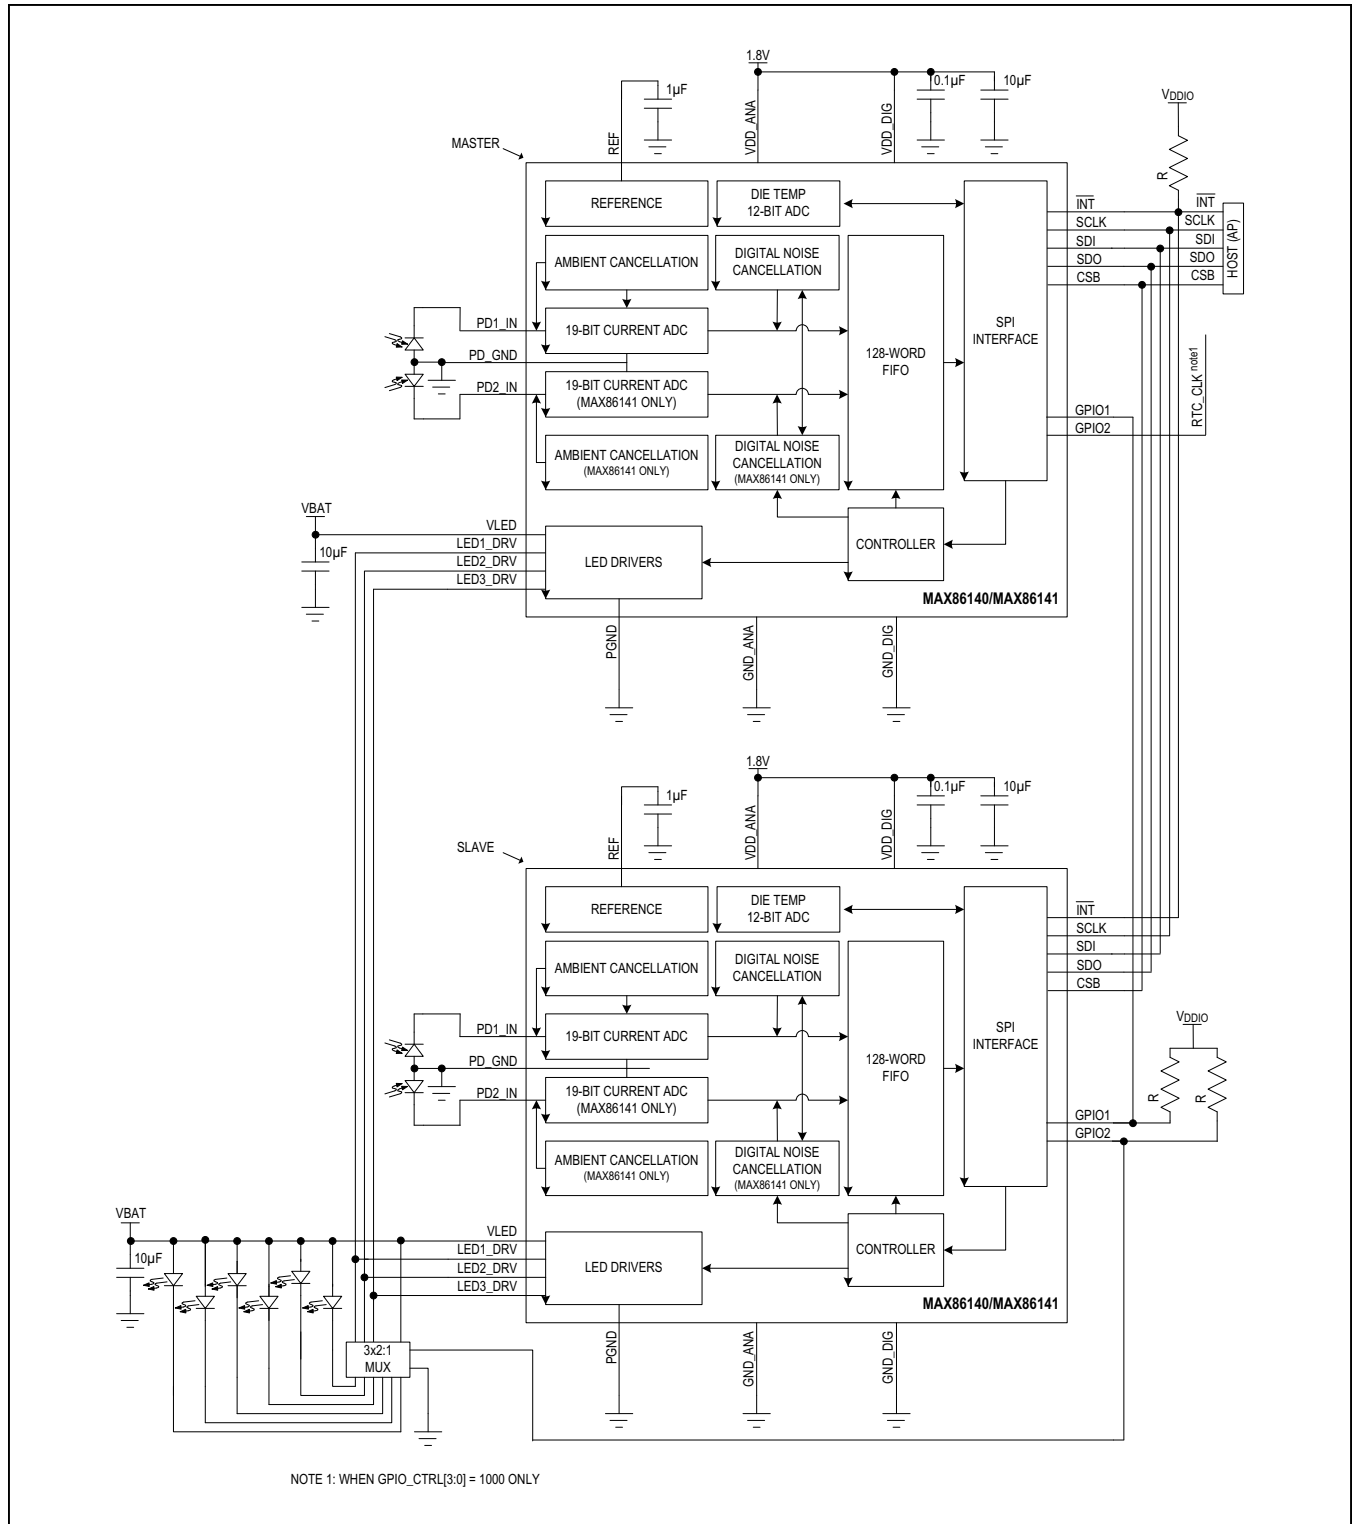 1.8V
0.1µF
10µF
1µF
VDDIO
R
REF
VDD_ANA
VDD_DIG
MASTER
REFERENCE
DIE TEMP
12-BIT ADC
AMBIENT CANCELLATION
DIGITAL NOISE
CANCELLATION
19-BIT CURRENT ADC
19-BIT CURRENT ADC
(MAX86141 ONLY)
AMBIENT CANCELLATION
(MAX86141 ONLY)
DIGITAL NOISE
CANCELLATION
(MAX86141 ONLY)
128-WORD
FIFO
SPI
INTERFACE
INT
SCLK
SDI
SDO
CSB
INT
SCLK
SDI
SDO
CSB
HOST (AP)
RTC_CLK note1
GPIO1
GPIO2
PD1_IN
PD_GND
PD2_IN
VBAT
10µF
VLED
LED1_DRV
LED2_DRV
LED3_DRV
LED DRIVERS
CONTROLLER
MAX86140/MAX86141
PGND
GND_ANA
GND_DIG
1.8V
0.1µF
10µF
1µF
REF
VDD_ANA
VDD_DIG
SLAVE
REFERENCE
DIE TEMP
12-BIT ADC
AMBIENT CANCELLATION
DIGITAL NOISE
CANCELLATION
19-BIT CURRENT ADC
19-BIT CURRENT ADC
(MAX86141 ONLY)
AMBIENT CANCELLATION
(MAX86141 ONLY)
DIGITAL NOISE
CANCELLATION
(MAX86141 ONLY)
128-WORD
FIFO
SPI
INTERFACE
INT
SCLK
SDI
SDO
CSB
VDDIO
R
R
GPIO1
GPIO2
PD1_IN
PD_GND
PD2_IN
VBAT
10µF
VLED
LED1_DRV
LED2_DRV
LED3_DRV
LED DRIVERS
CONTROLLER
MAX86140/MAX86141
3x2:1
MUX
PGND
GND_ANA
GND_DIG
NOTE 1: WHEN GPIO_CTRL[3:0] = 1000 ONLY